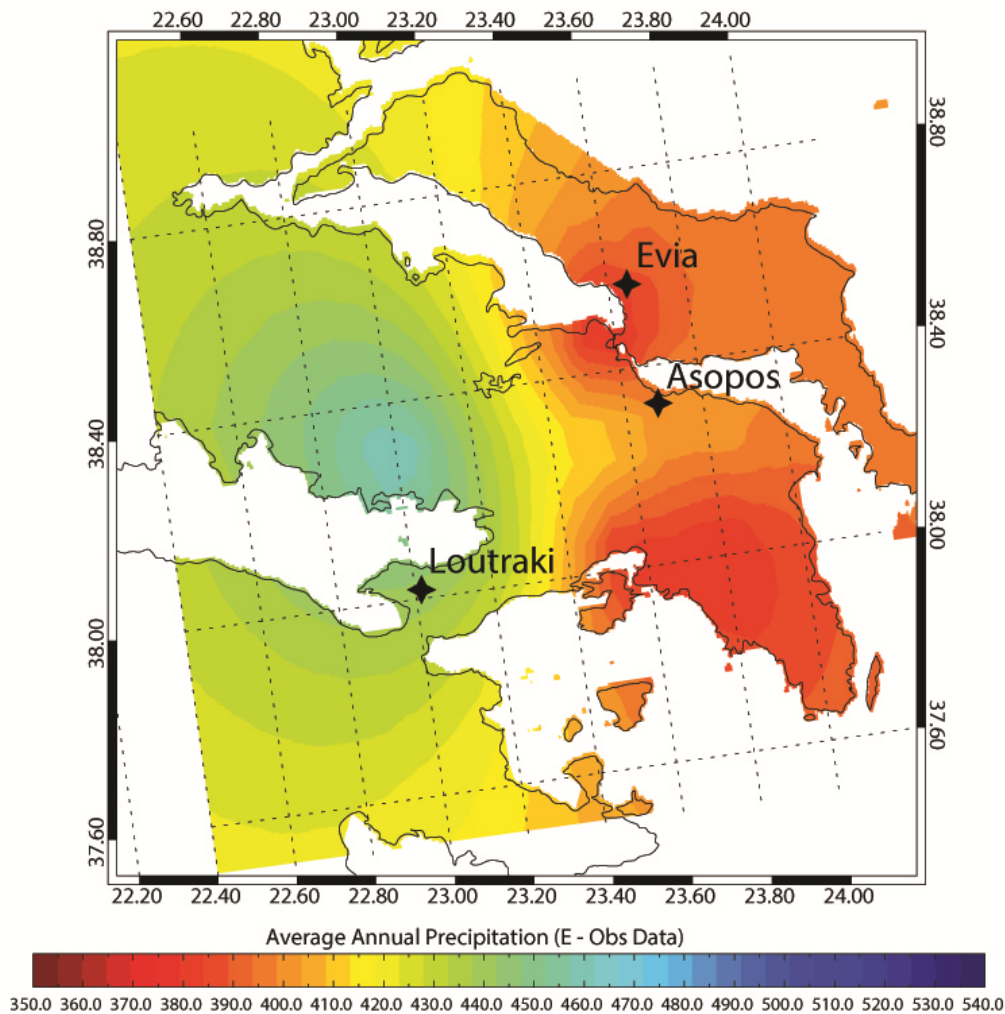 22.60 22.80 23.00 23.20 23.40 23.60 23.80 24.00
38.80
38.80
Evia
38.40
Asopos
38.40
38.00
Loutraki
38.00
37.60
37.60
22.20 22.40 22.60 22.80 23.00 23.20 23.40 23.60 23.80 24.00
Average Annual Precipitation (E - Obs Data)
350.0 360.0 370.0 380.0 390.0 400.0 410.0 420.0 430.0 440.0 450.0 460.0 470.0 480.0 490.0 500.0 510.0 520.0 530.0 540.0